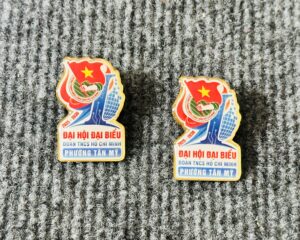 ĐẠI HỘI ĐẠI BIỂU
ĐOÀN TNCS HỒ CHÍ MINH
PHƯỜNG TÂN MỸ
ĐẠI HỘI ĐẠI BIỂU
ĐOÀN TNCS HỒ CHÍ MINH
PHƯỜNG TÂN MỸ